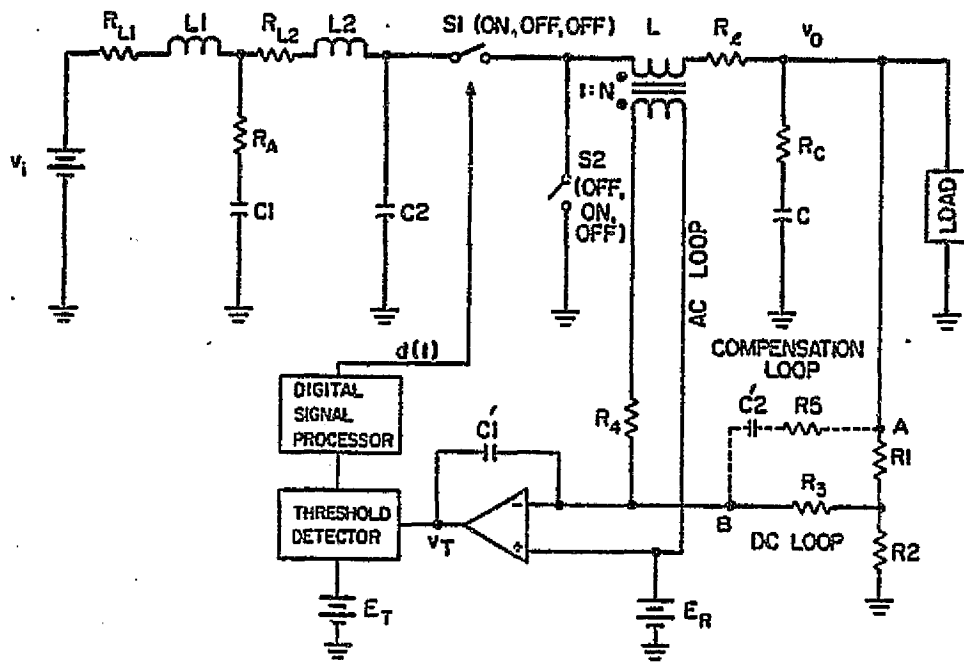 R_L1 L1 R_L2 L2 S1 (ON, OFF, OFF) L R_ℓ v_o
1:N
R_A
v_i
C1
C2
S2
(OFF,
ON,
OFF)
R_C
C
LOAD
AC LOOP
d(t)
COMPENSATION
LOOP
DIGITAL
SIGNAL
PROCESSOR
C1'
R_4
C2' R5 A
R1
R_3
B
DC LOOP
R2
THRESHOLD
DETECTOR
v_T
-
+
E_T
E_R